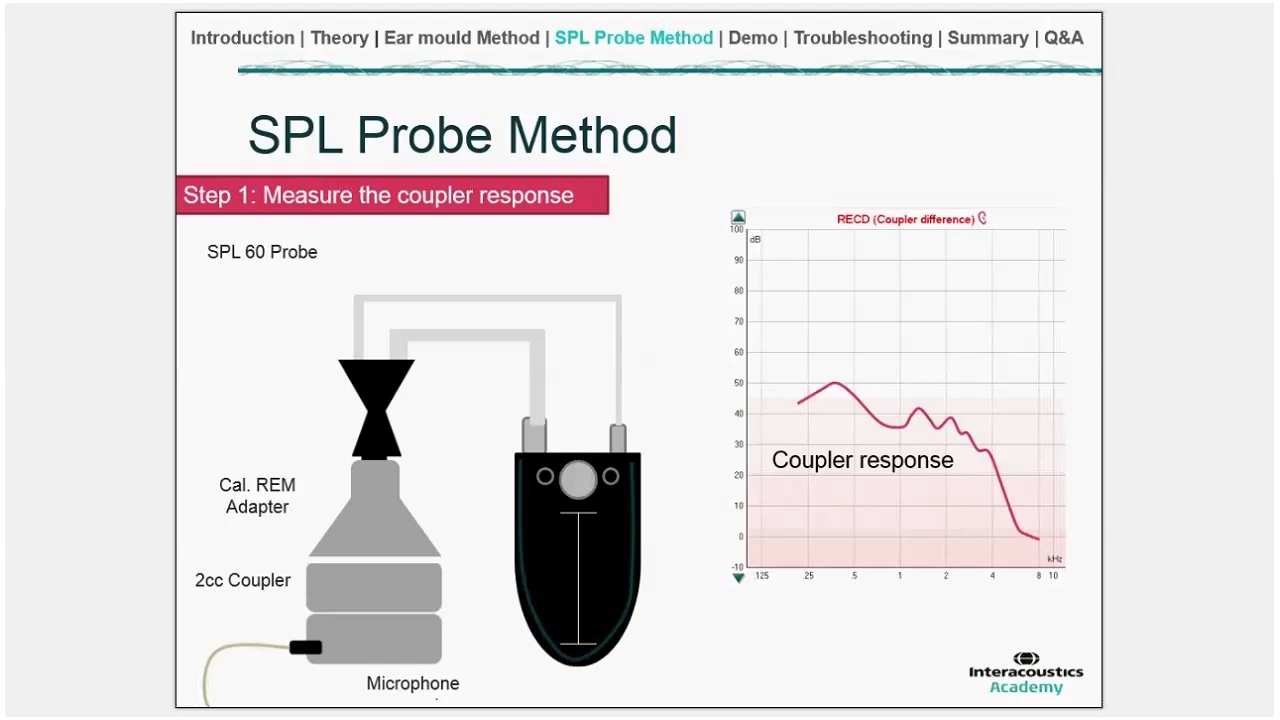 Introduction | Theory | Ear mould Method | SPL Probe Method | Demo | Troubleshooting | Summary | Q&A
SPL Probe Method
Step 1: Measure the coupler response
SPL 60 Probe
Cal. REM
Adapter
2cc Coupler
Microphone
RECD (Coupler difference)
100
dB
90
80
70
60
50
40
30
20
10
0
-10
Coupler response
kHz
.125
25
.5
1
2
4
8
10
Interacoustics
Academy